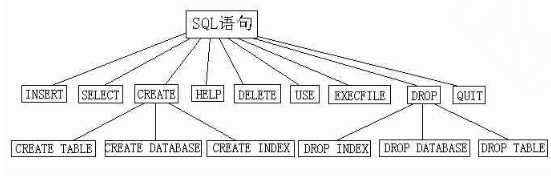 SQL语句
INSERT SELECT CREATE HELP DELETE USE EXECFILE DROP QUIT
CREATE TABLE CREATE DATABASE CREATE INDEX DROP INDEX DROP DATABASE DROP TABLE